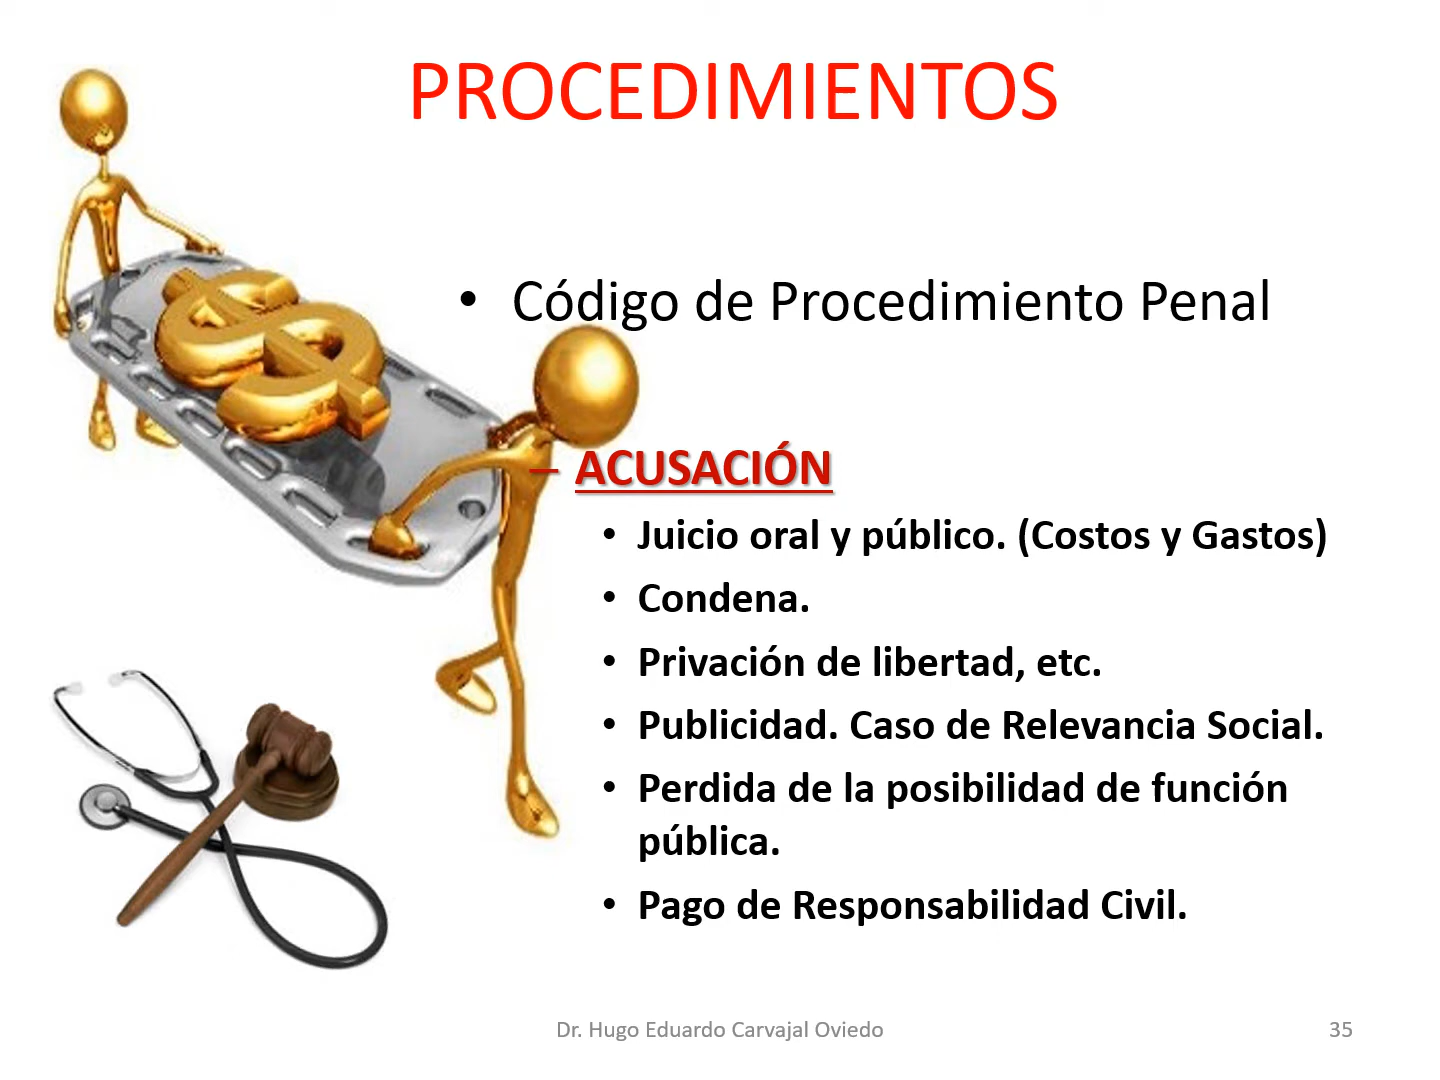 PROCEDIMIENTOS
• Código de Procedimiento Penal
– ACUSACIÓN
• Juicio oral y público. (Costos y Gastos)
• Condena.
• Privación de libertad, etc.
• Publicidad. Caso de Relevancia Social.
• Perdida de la posibilidad de función
pública.
• Pago de Responsabilidad Civil.
Dr. Hugo Eduardo Carvajal Oviedo
35